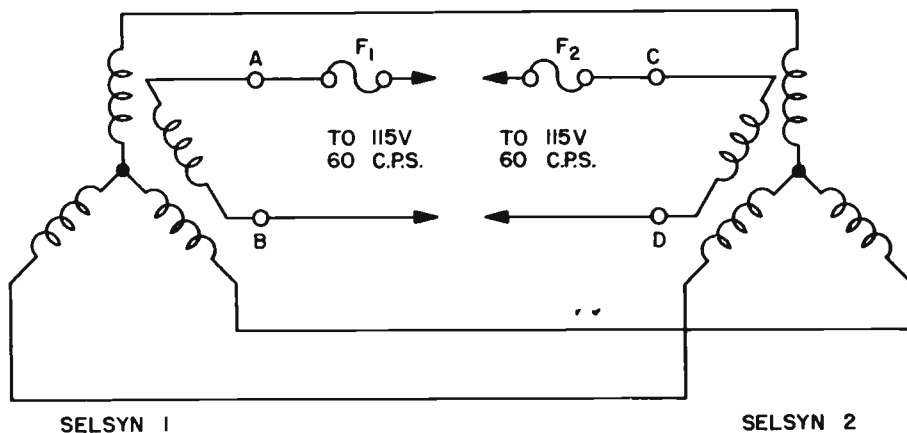 A F1 F2 C
TO 115V TO 115V
60 C.P.S. 60 C.P.S.
B D
SELSYN 1 SELSYN 2